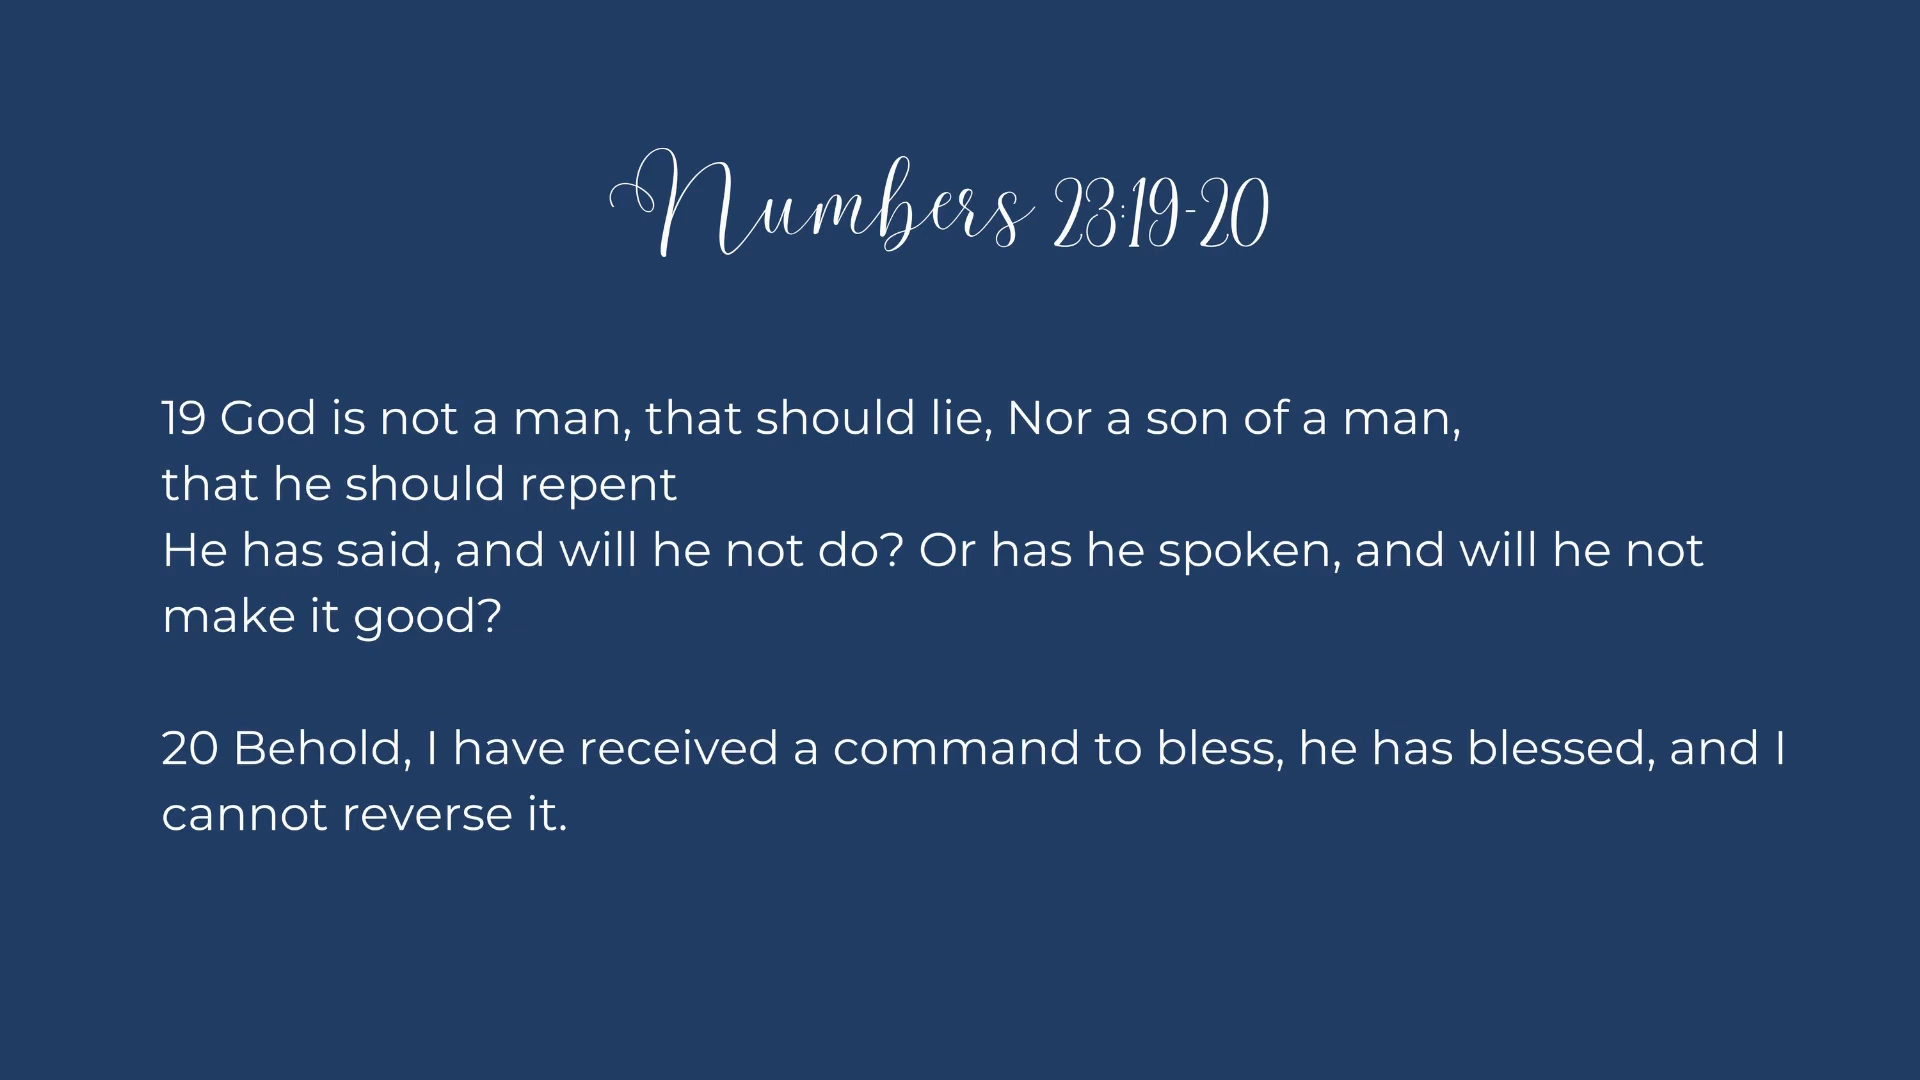 Numbers 23:19-20
19 God is not a man, that should lie, Nor a son of a man,
that he should repent
He has said, and will he not do? Or has he spoken, and will he not
make it good?
20 Behold, I have received a command to bless, he has blessed, and I
cannot reverse it.